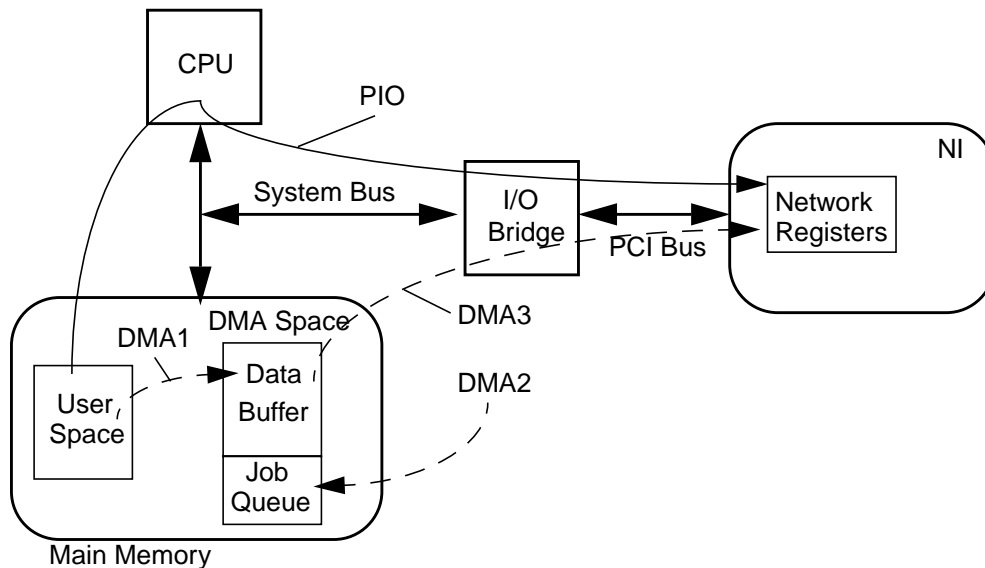 CPU
PIO
NI
System Bus
I/O
Bridge
Network
Registers
PCI Bus
DMA Space
DMA3
DMA1
Data
Buffer
DMA2
User
Space
Job
Queue
Main Memory